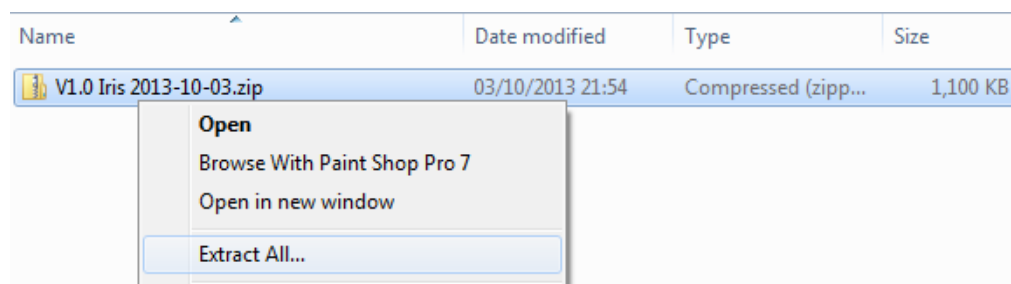 Name Date modified Type Size
V1.0 Iris 2013-10-03.zip 03/10/2013 21:54 Compressed (zipp... 1,100 KB
Open
Browse With Paint Shop Pro 7
Open in new window
Extract All...